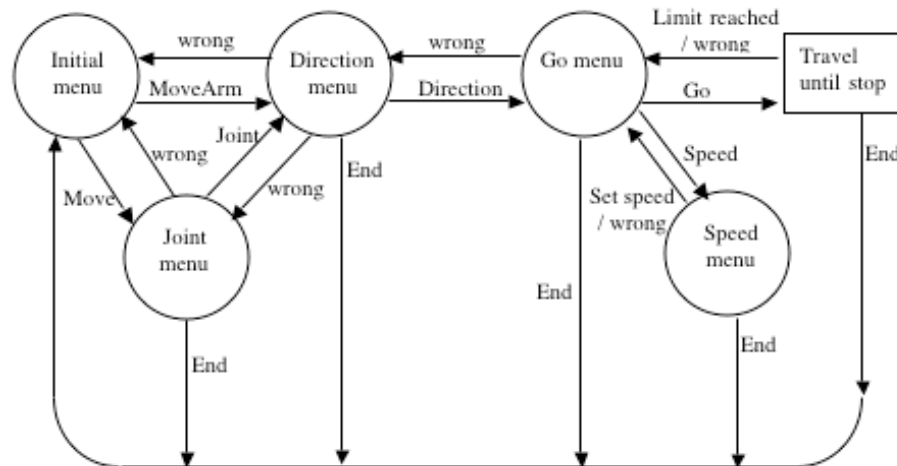 Limit reached
/ wrong
wrong
wrong
Initial
menu
Direction
menu
Go menu
Travel
until stop
MoveArm
Direction
Go
Joint
wrong
Speed
End
End
wrong
Move
Set speed
/ wrong
Joint
menu
Speed
menu
End
End
End